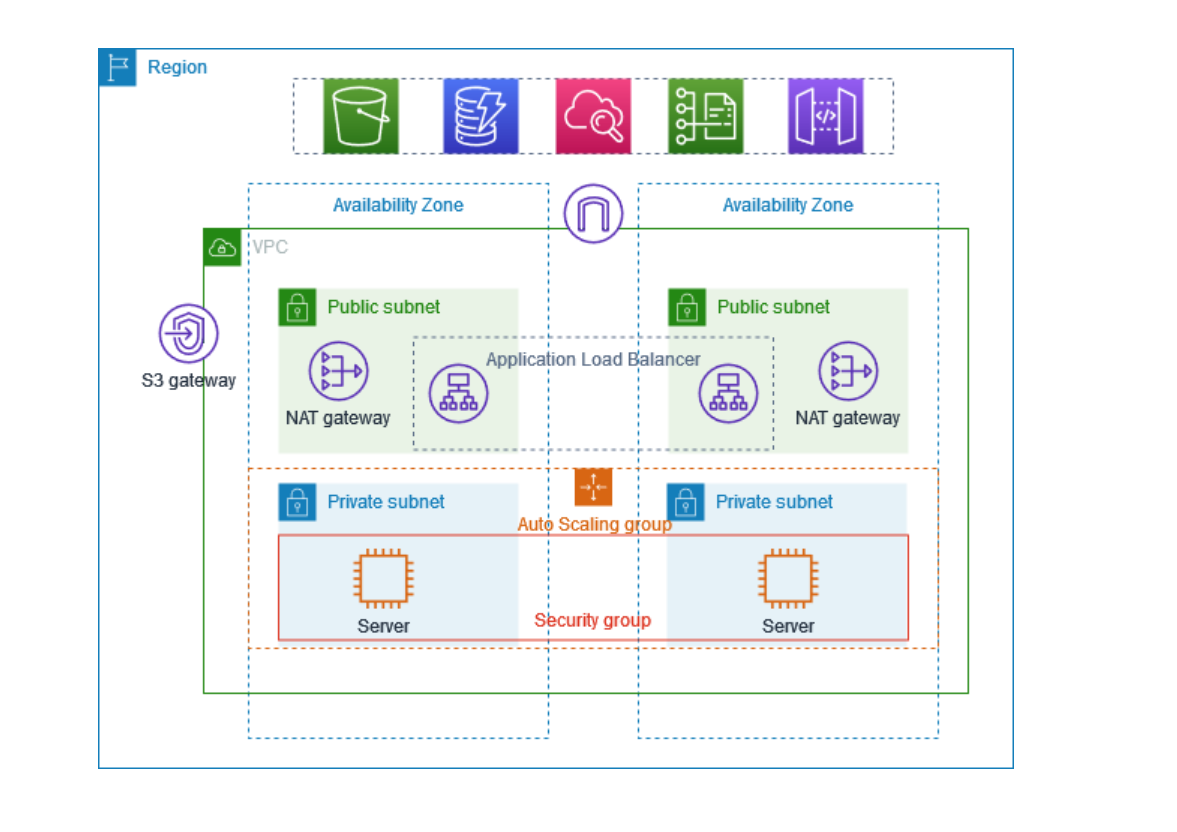 Region
</>
Availability Zone
Availability Zone
VPC
Public subnet
Public subnet
Application Load Balancer
S3 gateway
NAT gateway
NAT gateway
Private subnet
Private subnet
Auto Scaling group
Security group
Server
Server